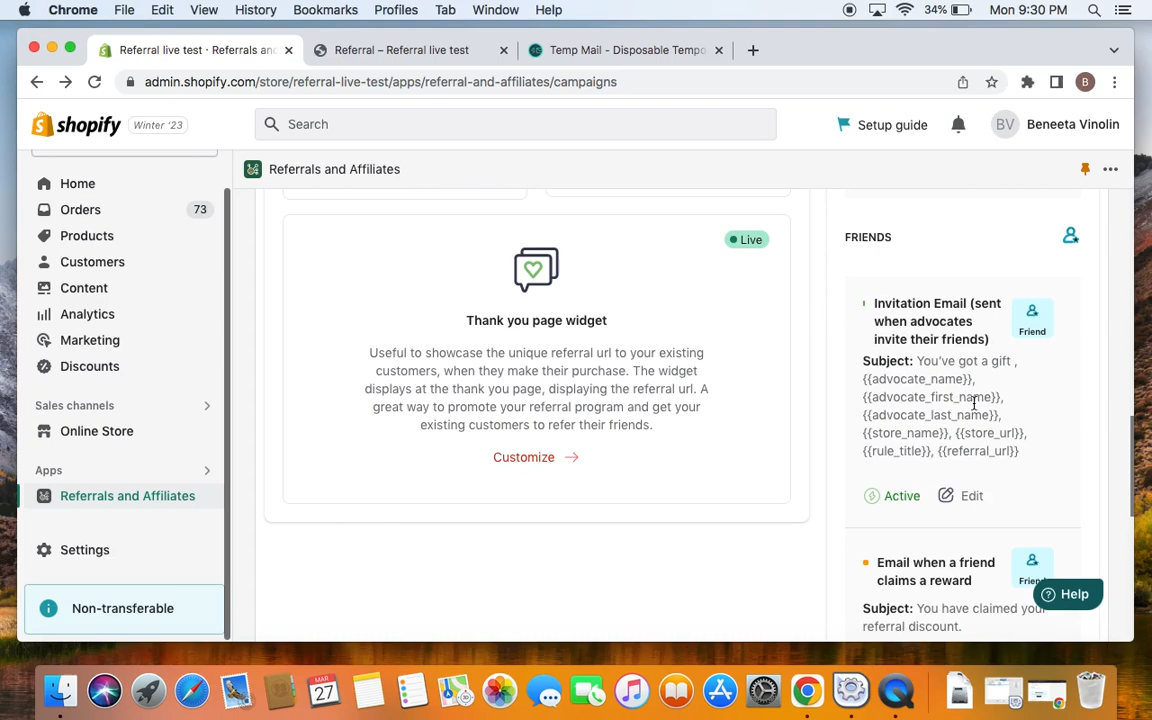 Chrome File Edit View History Bookmarks Profiles Tab Window Help 34% Mon 9:30 PM
Referral live test · Referrals and
Referral – Referral live test
Temp Mail - Disposable Tempo
admin.shopify.com/store/referral-live-test/apps/referral-and-affiliates/campaigns
B
shopify Winter '23
Search
Setup guide
BV Beneeta Vinolin
Home
Orders 73
Products
Customers
Content
Analytics
Marketing
Discounts
Sales channels
Online Store
Apps
Referrals and Affiliates
Settings
Non-transferable
Referrals and Affiliates
Live
Thank you page widget
Useful to showcase the unique referral url to your existing
customers, when they make their purchase. The widget
displays at the thank you page, displaying the referral url. A
great way to promote your referral program and get your
existing customers to refer their friends.
Customize
FRIENDS
Invitation Email (sent
when advocates
invite their friends)
Friend
Subject: You've got a gift ,
{{advocate_name}},
{{advocate_first_name}},
{{advocate_last_name}},
{{store_name}}, {{store_url}},
{{rule_title}}, {{referral_url}}
Active Edit
Email when a friend
claims a reward
Friend
Subject: You have claimed your
referral discount.
Help
MAR
27